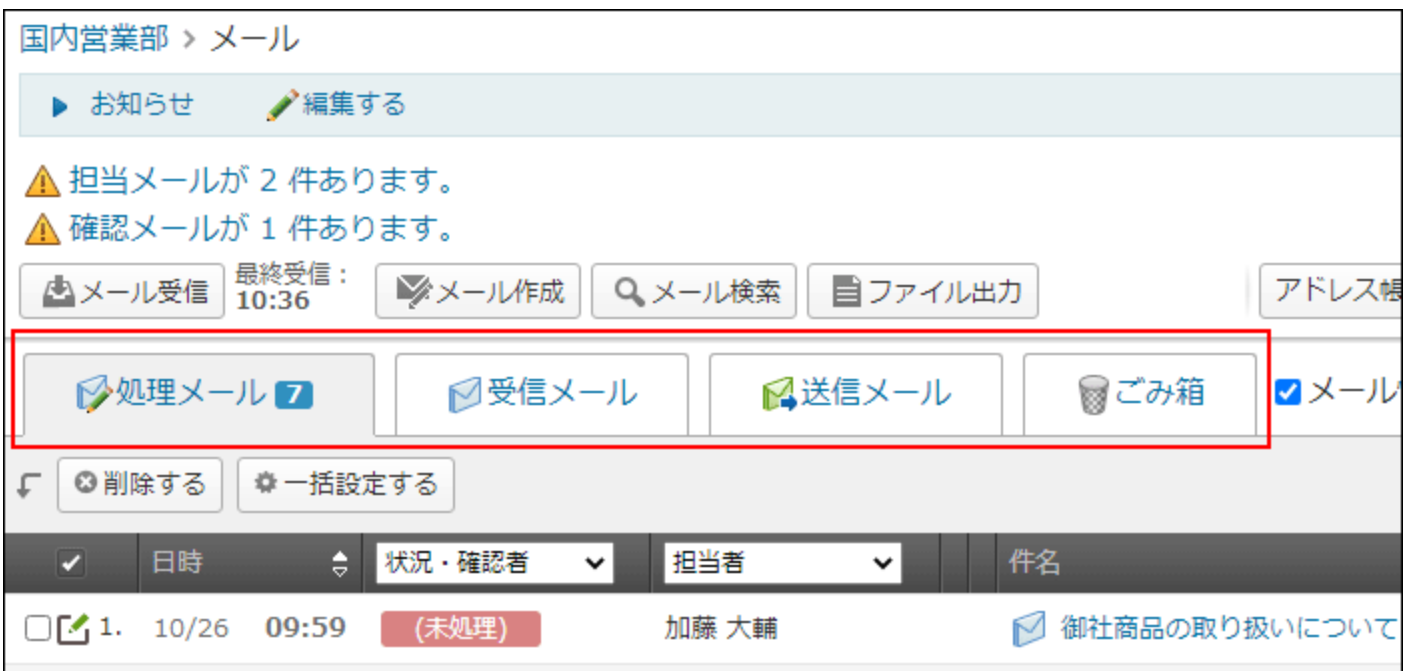 国内営業部 > メール
お知らせ 編集する
担当メールが 2 件あります。
確認メールが 1 件あります。
メール受信 最終受信： 10:36 メール作成 メール検索 ファイル出力 アドレス帳
処理メール 7 受信メール 送信メール ごみ箱 メール
削除する 一括設定する
日時 状況・確認者 担当者 件名
1. 10/26 09:59 (未処理) 加藤 大輔 御社商品の取り扱いについて